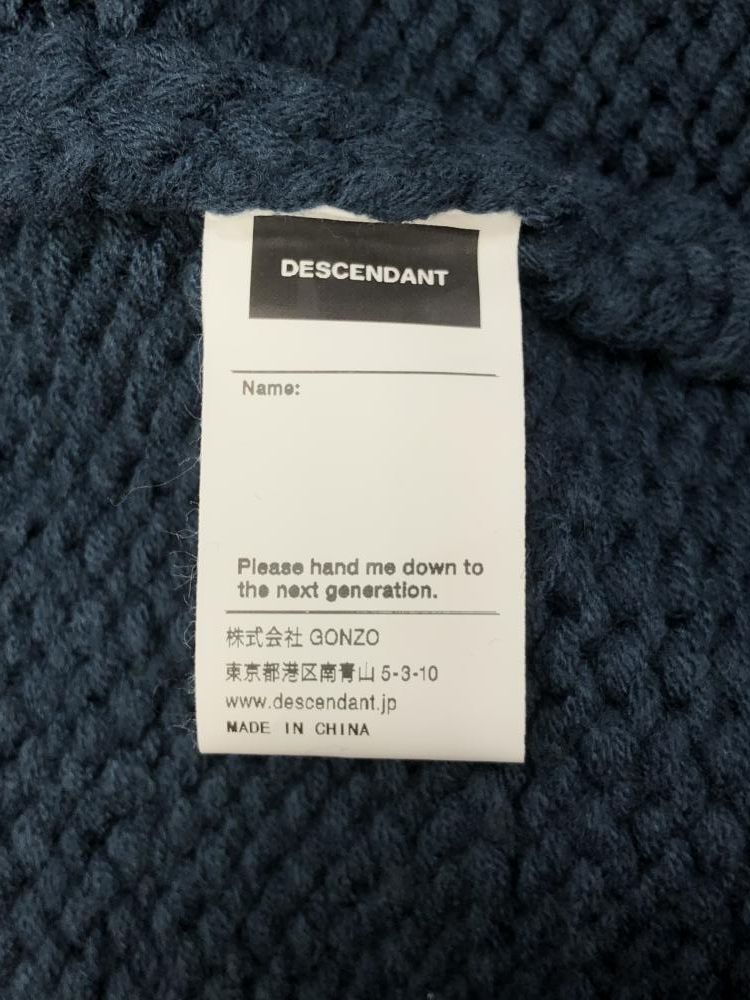 DESCENDANT
Name:
Please hand me down to
the next generation.
株式会社 GONZO
東京都港区南青山 5-3-10
www.descendant.jp
MADE IN CHINA